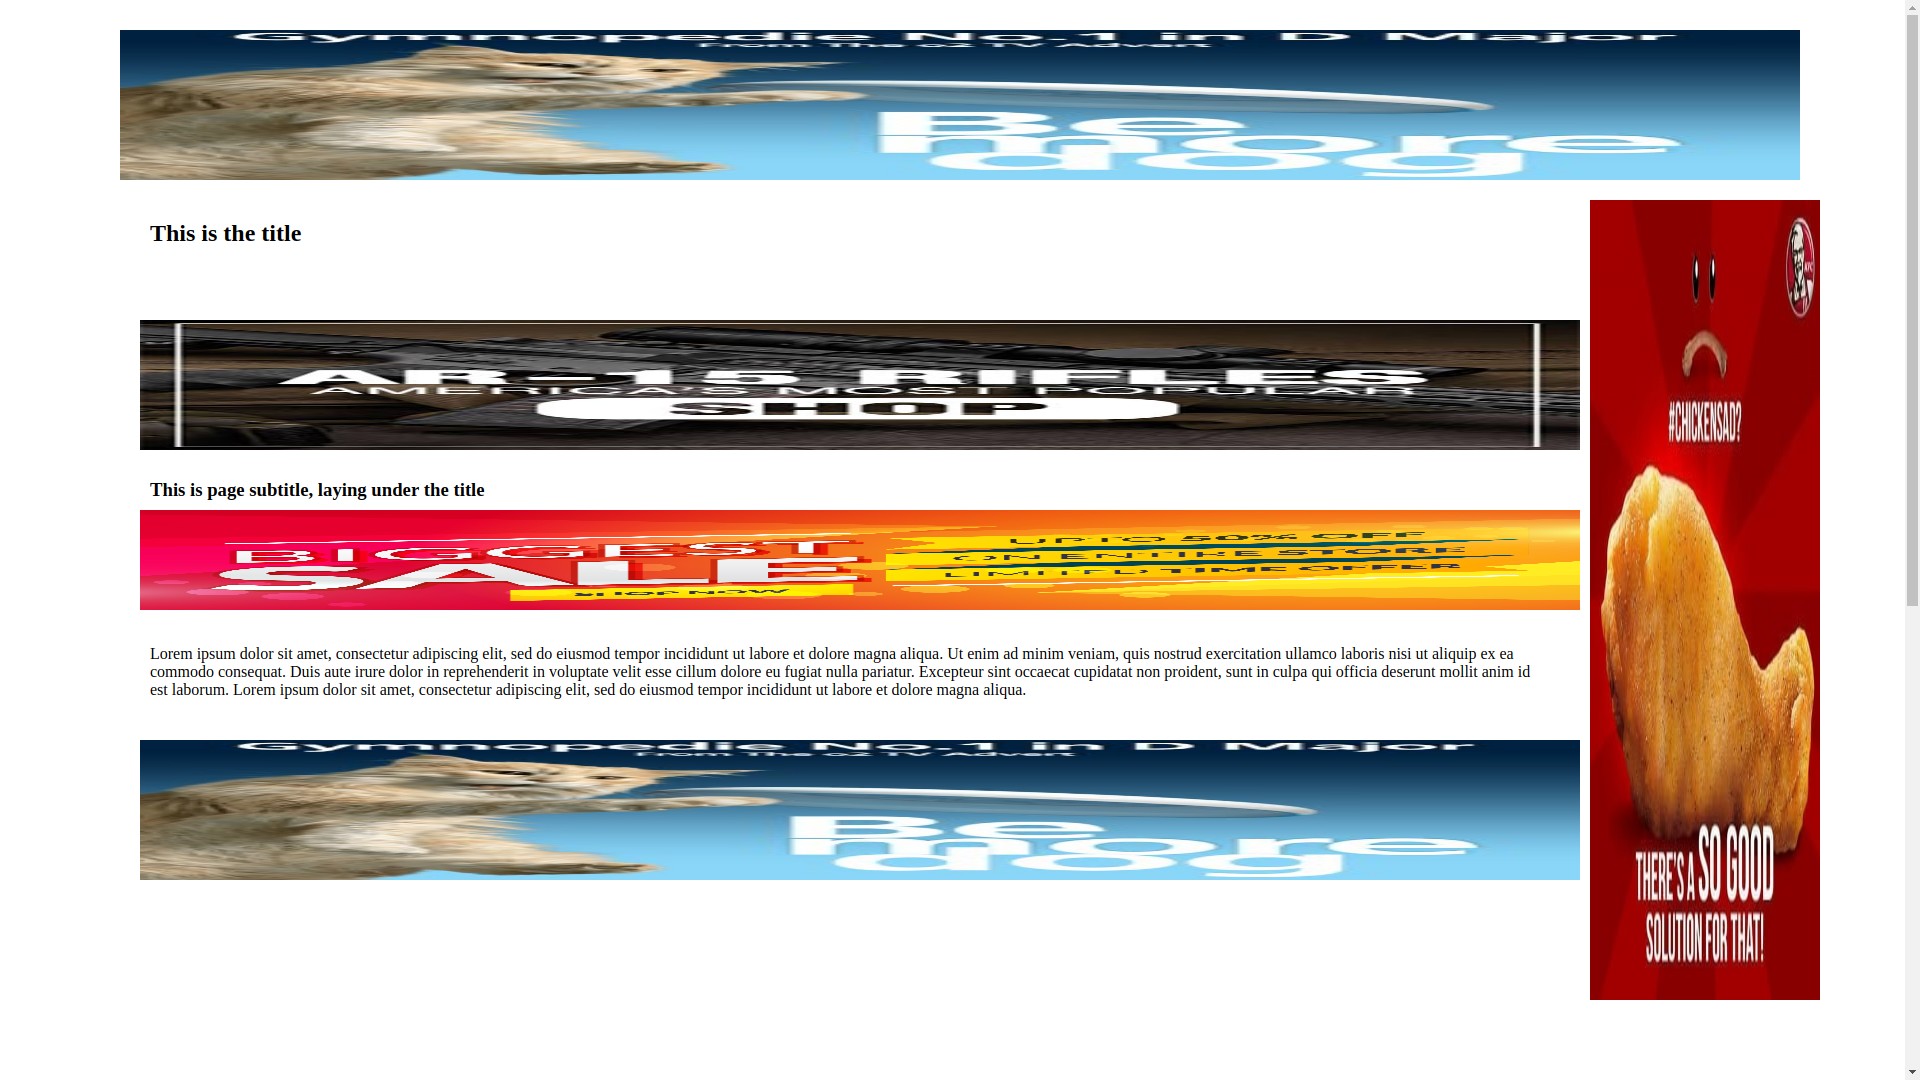 Gymnopedie No.1 in D Major
From The o2 TV Advert
Be
more
dog
This is the title
AR-15 RIFLES
AMERICA'S MOST POPULAR
SHOP
This is page subtitle, laying under the title
BIGGEST
SALE
SHOP NOW
UP TO 50% OFF
ON ENTIRE STORE
LIMITED TIME OFFER
Lorem ipsum dolor sit amet, consectetur adipiscing elit, sed do eiusmod tempor incididunt ut labore et dolore magna aliqua. Ut enim ad minim veniam, quis nostrud exercitation ullamco laboris nisi ut aliquip ex ea
commodo consequat. Duis aute irure dolor in reprehenderit in voluptate velit esse cillum dolore eu fugiat nulla pariatur. Excepteur sint occaecat cupidatat non proident, sunt in culpa qui officia deserunt mollit anim id
est laborum. Lorem ipsum dolor sit amet, consectetur adipiscing elit, sed do eiusmod tempor incididunt ut labore et dolore magna aliqua.
Gymnopedie No.1 in D Major
From The o2 TV Advert
Be
more
dog
KFC
#CHICKENSAD?
THERE'S A SO GOOD
SOLUTION FOR THAT!